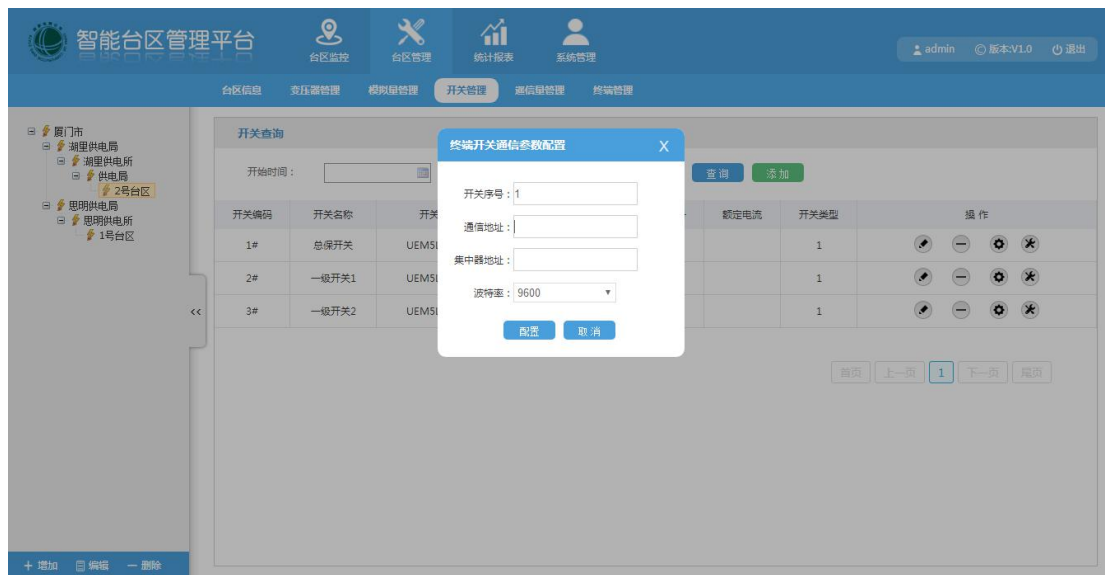 智能台区管理平台
台区监控 台区管理 统计报表 系统管理
admin ©版本:V1.0 退出
台区信息 变压器管理 模拟量管理 开关管理 遥信量管理 终端管理
厦门市
湖里供电局
湖里供电所
供电局
2号台区
思明供电局
思明供电所
1号台区
<<
+ 增加 编辑 — 删除
开关查询
开始时间：
查询 添加
开关编码 开关名称 开关 额定电流 开关类型 操作
1# 总保开关 UEM5L 1
2# 一级开关1 UEM5L 1
3# 一级开关2 UEM5L 1
首页 上一页 1 下一页 尾页
终端开关通信参数配置 X
开关序号：1
通信地址：
集中器地址：
波特率：9600
配置 取消